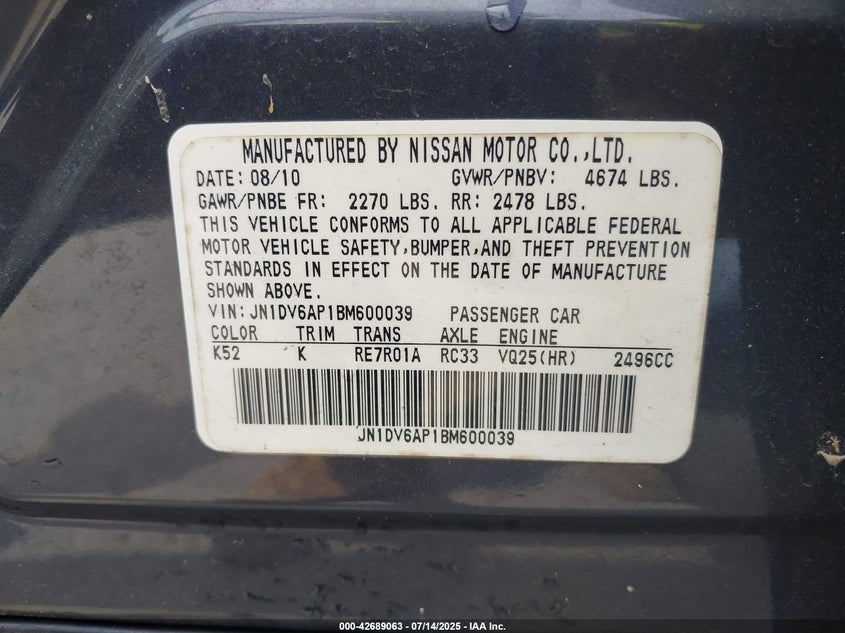 MANUFACTURED BY NISSAN MOTOR CO.,LTD.
DATE: 08/10 GVWR/PNBV: 4674 LBS.
GAWR/PNBE FR: 2270 LBS. RR: 2478 LBS.
THIS VEHICLE CONFORMS TO ALL APPLICABLE FEDERAL
MOTOR VEHICLE SAFETY,BUMPER,AND THEFT PREVENTION
STANDARDS IN EFFECT ON THE DATE OF MANUFACTURE
SHOWN ABOVE.
VIN: JN1DV6AP1BM600039 PASSENGER CAR
COLOR TRIM TRANS AXLE ENGINE
K52 K RE7R01A RC33 VQ25(HR) 2496CC
JN1DV6AP1BM600039
000-42689063 - 07/14/2025 - IAA Inc.